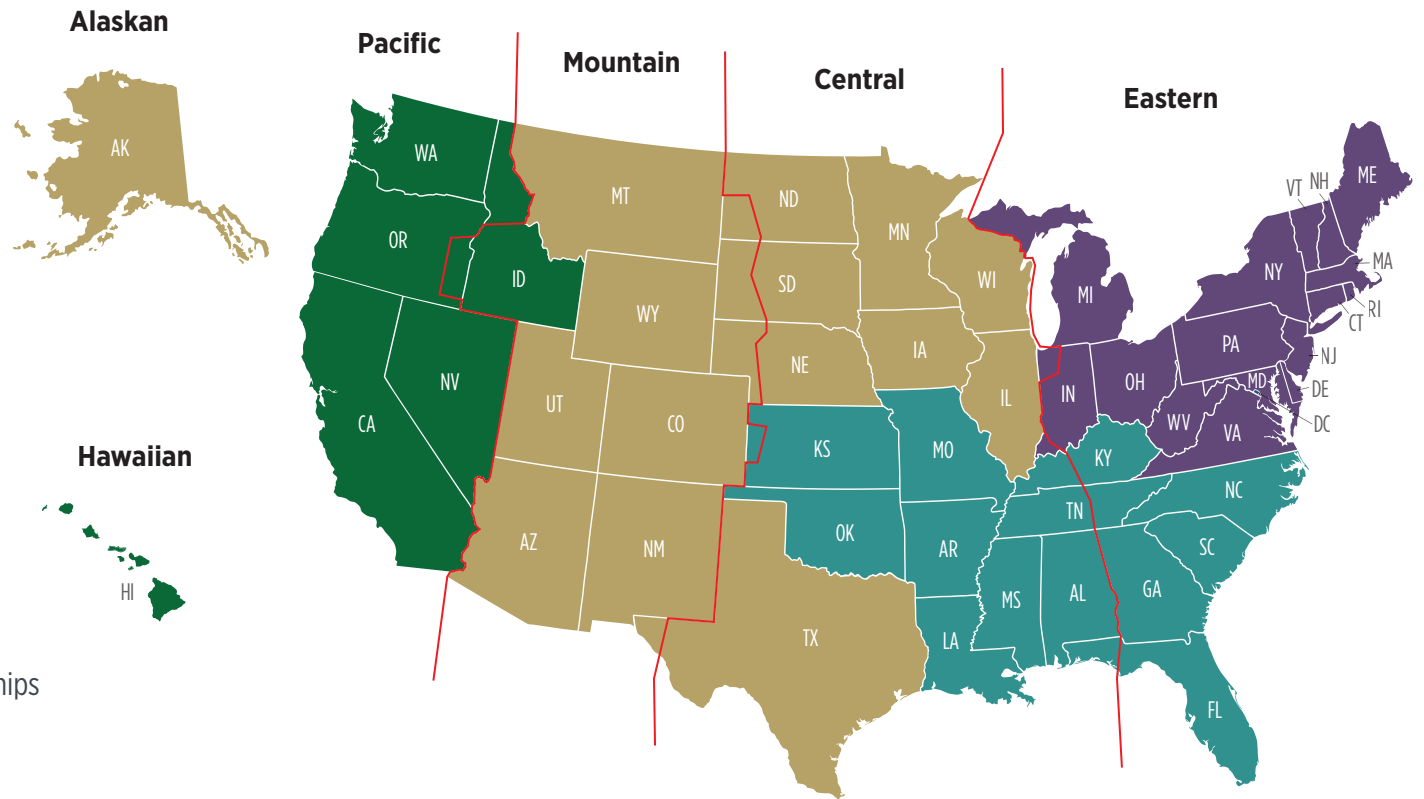 Alaskan
Pacific
Mountain
Central
Eastern
AK
WA
MT
ND
MN
ME
VT
NH
OR
ID
SD
WI
MI
NY
MA
RI
CT
WY
NE
IA
PA
NJ
NV
UT
CO
IL
IN
OH
MD
DE
DC
CA
KS
MO
KY
WV
VA
Hawaiian
AZ
NM
OK
AR
TN
NC
SC
HI
TX
LA
MS
AL
GA
FL
hips